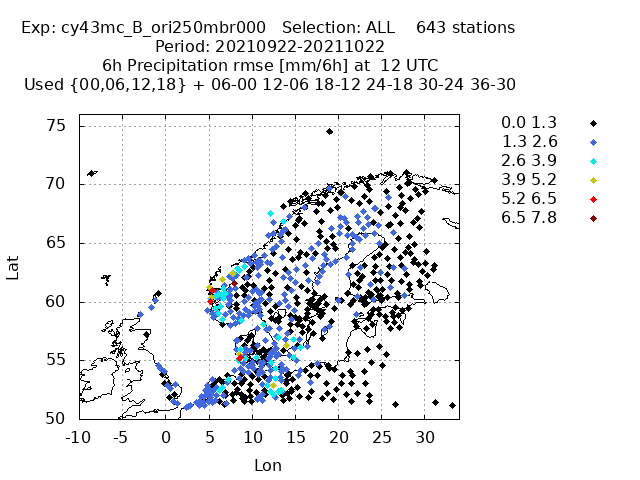 Exp: cy43mc_B_ori250mbr000 Selection: ALL 643 stations
Period: 20210922-20211022
6h Precipitation rmse [mm/6h] at 12 UTC
Used {00,06,12,18} + 06-00 12-06 18-12 24-18 30-24 36-30
75
70
65
60
55
50
Lat
-10 -5 0 5 10 15 20 25 30
Lon
0.0 1.3
1.3 2.6
2.6 3.9
3.9 5.2
5.2 6.5
6.5 7.8